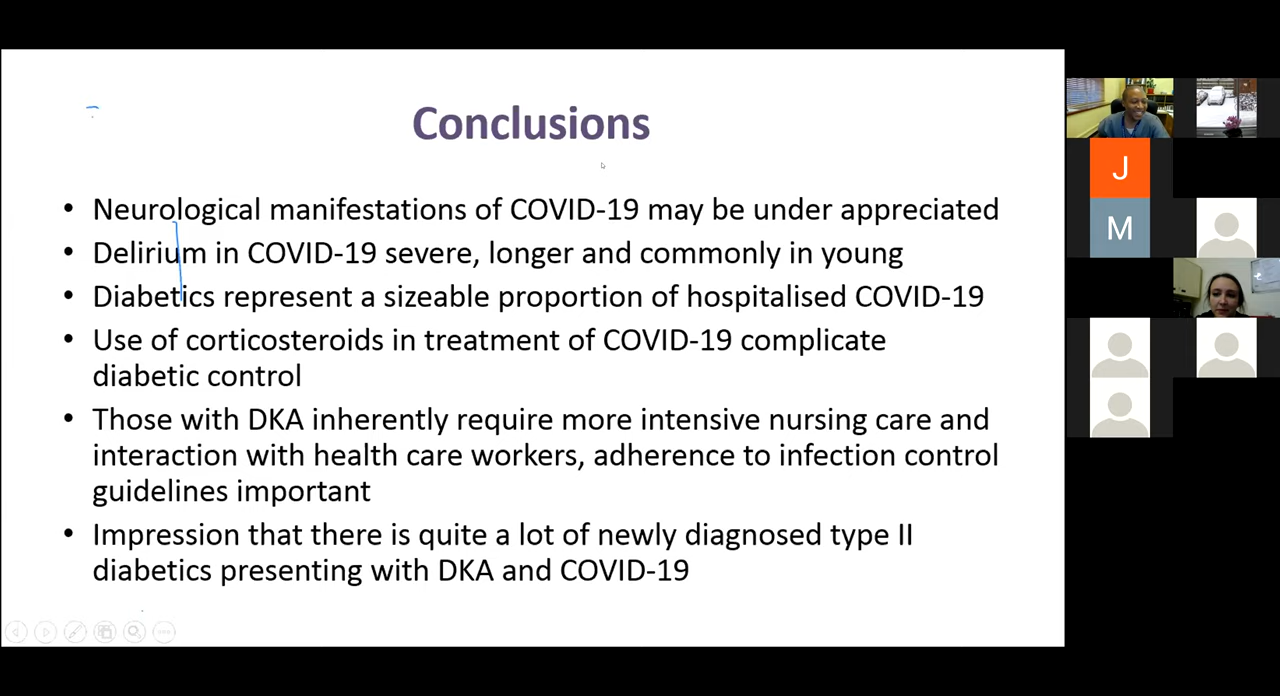 Conclusions
• Neurological manifestations of COVID-19 may be under appreciated
• Delirium in COVID-19 severe, longer and commonly in young
• Diabetics represent a sizeable proportion of hospitalised COVID-19
• Use of corticosteroids in treatment of COVID-19 complicate
diabetic control
• Those with DKA inherently require more intensive nursing care and
interaction with health care workers, adherence to infection control
guidelines important
• Impression that there is quite a lot of newly diagnosed type II
diabetics presenting with DKA and COVID-19
J
M